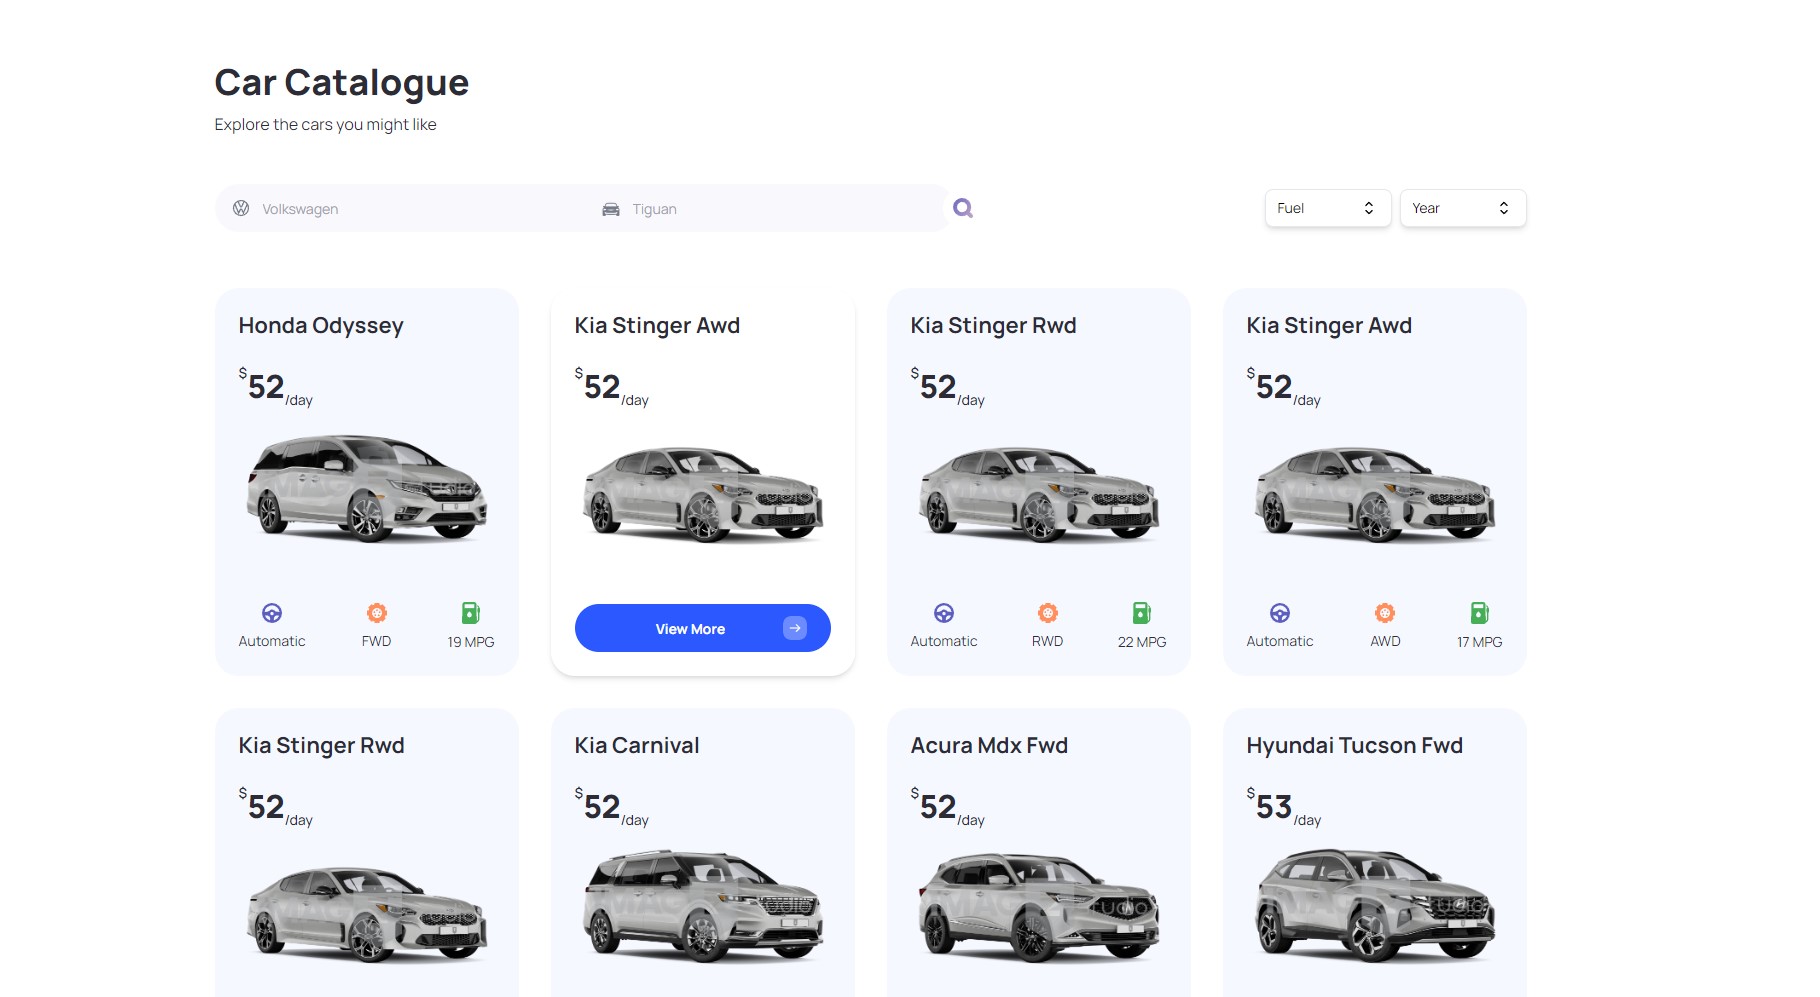 Car Catalogue
Explore the cars you might like
Volkswagen Tiguan Fuel Year
Honda Odyssey
$52/day
Automatic FWD 19 MPG
Kia Stinger Awd
$52/day
View More
Kia Stinger Rwd
$52/day
Automatic RWD 22 MPG
Kia Stinger Awd
$52/day
Automatic AWD 17 MPG
Kia Stinger Rwd
$52/day
Kia Carnival
$52/day
Acura Mdx Fwd
$52/day
Hyundai Tucson Fwd
$53/day